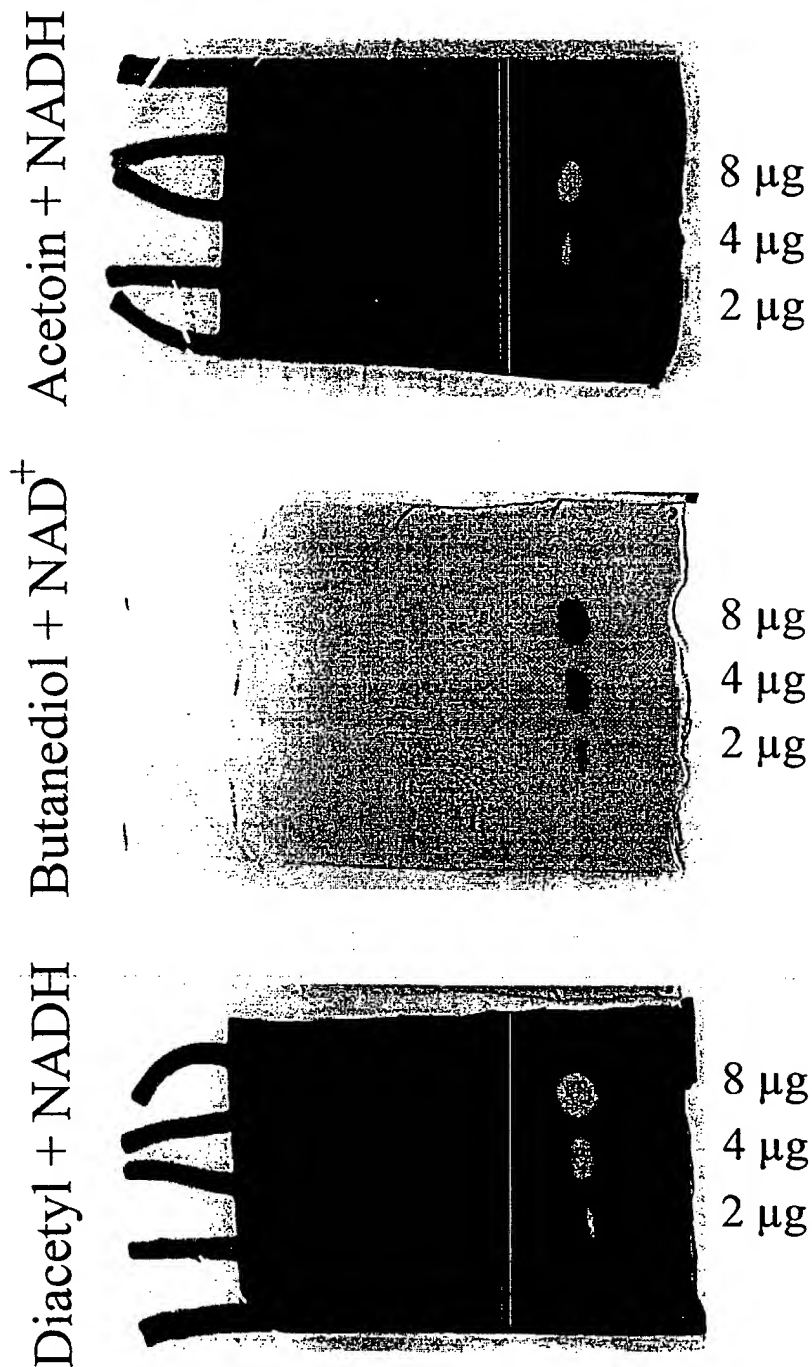 Acetoin + NADH
8 µg
4 µg
2 µg
Butanediol + NAD⁺
8 µg
4 µg
2 µg
Diacetyl + NADH
8 µg
4 µg
2 µg